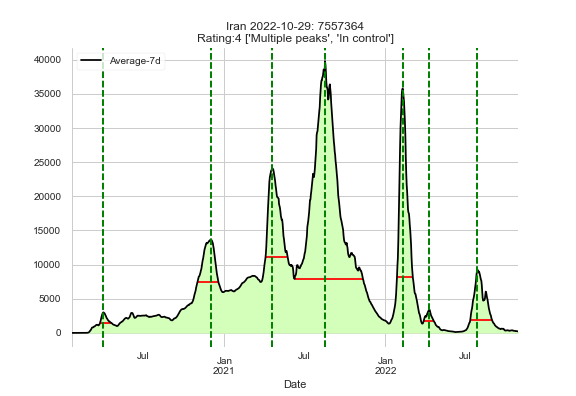 Iran 2022-10-29: 7557364
Rating:4 ['Multiple peaks', 'In control']
Average-7d
40000
35000
30000
25000
20000
15000
10000
5000
0
Jul
Jan
2021
Jul
Jan
2022
Jul
Date